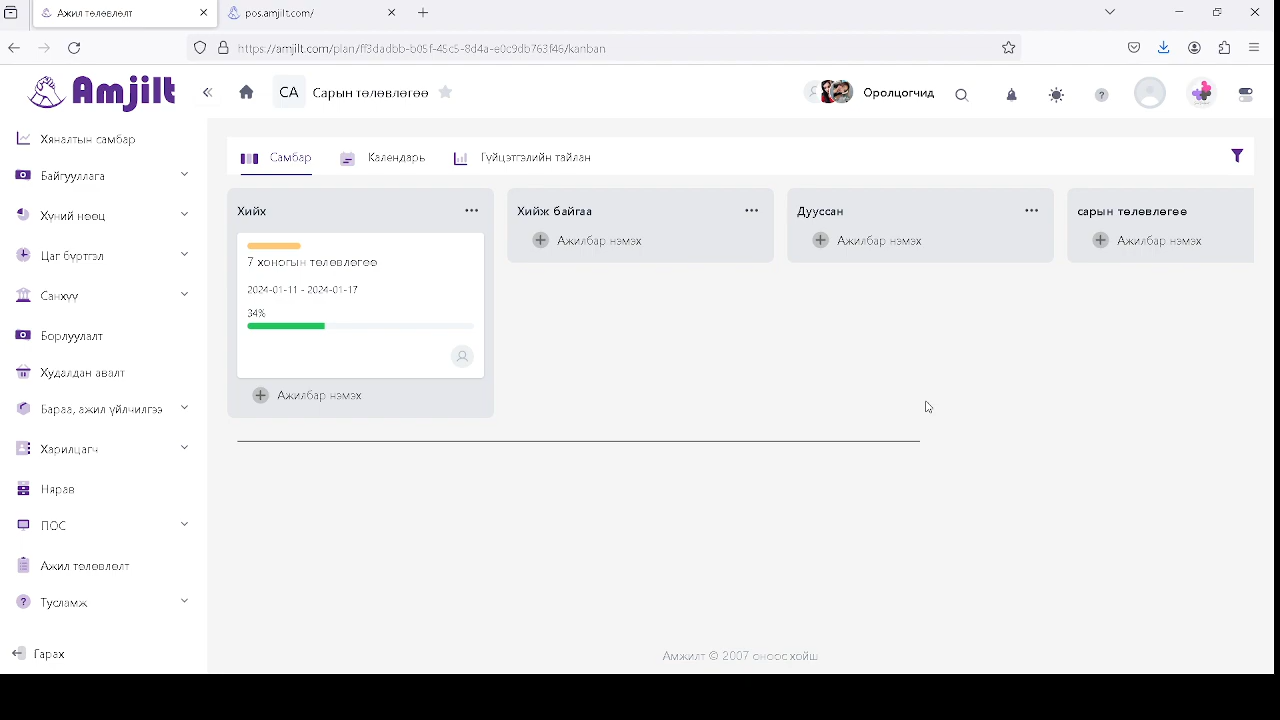 Ажил төлөвлөлт
pos.amjilt.com/
https://amjilt.com/plan/ff3dadbb-b05f-45c5-8d4a-e0c9db763f46/kanban
Amjilt
СА
Сарын төлөвлөгөө
Оролцогчид
Хяналтын самбар
Байгууллага
Хүний нөөц
Цаг бүртгэл
Санхүү
Борлуулалт
Худалдан авалт
Бараа, ажил үйлчилгээ
Харилцагч
Нярав
ПОС
Ажил төлөвлөлт
Тусламж
Гарах
Самбар
Календарь
Гүйцэтгэлийн тайлан
Хийх
7 хоногын төлөвлөгөө
2024-01-11 - 2024-01-17
34%
Ажилбар нэмэх
Хийж байгаа
Ажилбар нэмэх
Дууссан
Ажилбар нэмэх
сарын төлөвлөгөө
Ажилбар нэмэх
Амжилт © 2007 оноос хойш